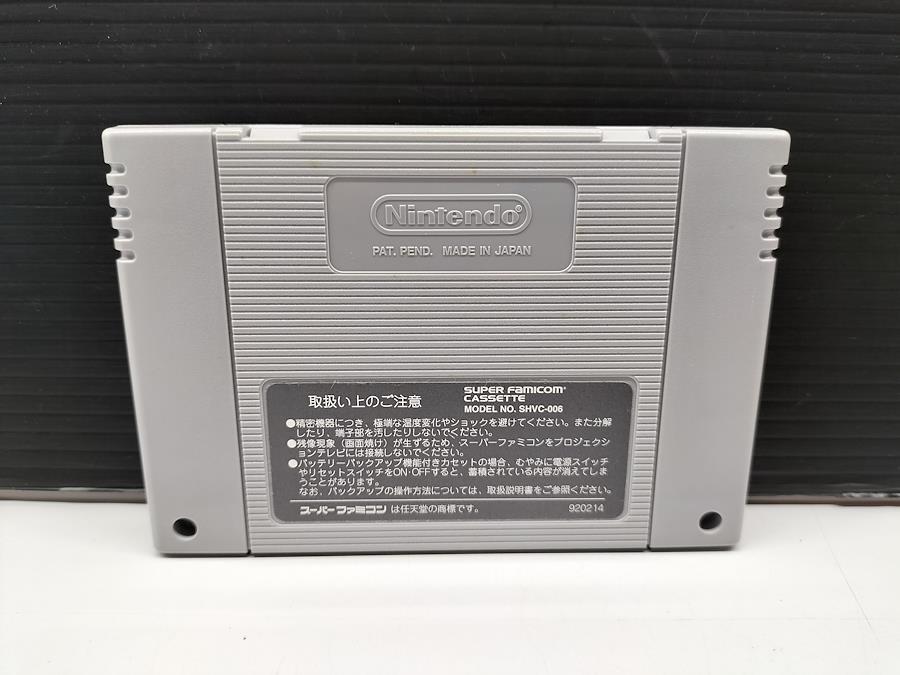 Nintendo®
PAT. PEND. MADE IN JAPAN
取扱い上のご注意
SUPER FAMICOM®
CASSETTE
MODEL NO. SHVC-006
●精密機器につき、極端な温度変化やショックを避けてください。また分解
したり、端子部を汚したりしないでください。
●残像現象（画面焼け）が生ずるため、スーパーファミコンをプロジェクシ
ョンテレビには接続しないでください。
●バッテリーバックアップ機能付きカセットの場合、むやみに電源スイッチ
やリセットスイッチをON・OFFすると、蓄積されている内容が消えてしま
うことがあります。
なお、バックアップの操作方法については、取扱説明書をご参照ください。
スーパーファミコン は任天堂の商標です。
920214